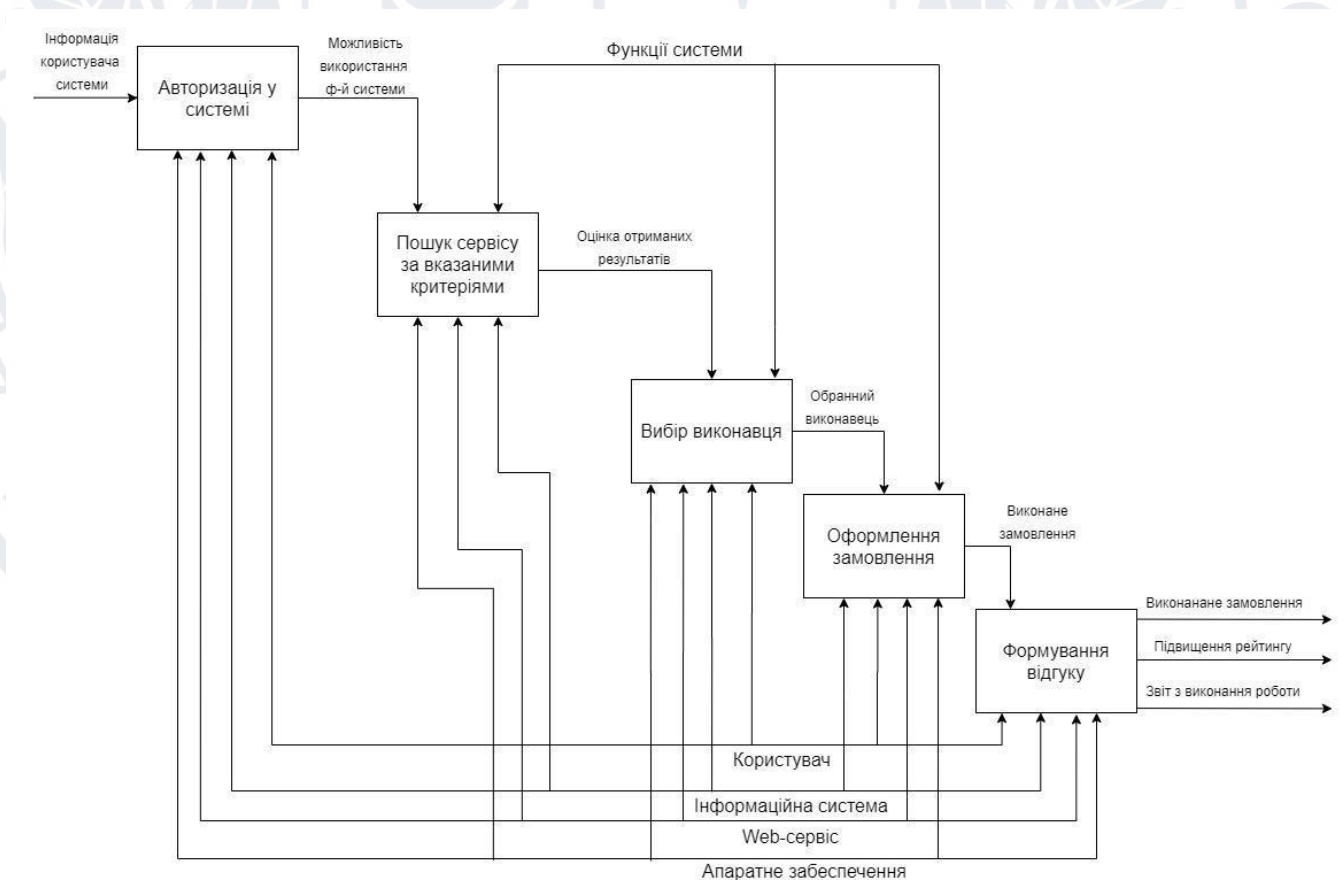 Інформація
користувача
системи
Авторизація у
системі
Можливість
використання
ф-й системи
Функції системи
Пошук сервісу
за вказаними
критеріями
Оцінка отриманих
результатів
Вибір виконавця
Обранний
виконавець
Оформлення
замовлення
Виконане
замовлення
Формування
відгуку
Виконанане замовлення
Підвищення рейтингу
Звіт з виконання роботи
Користувач
Інформаційна система
Web-сервіс
Апаратне забеспечення